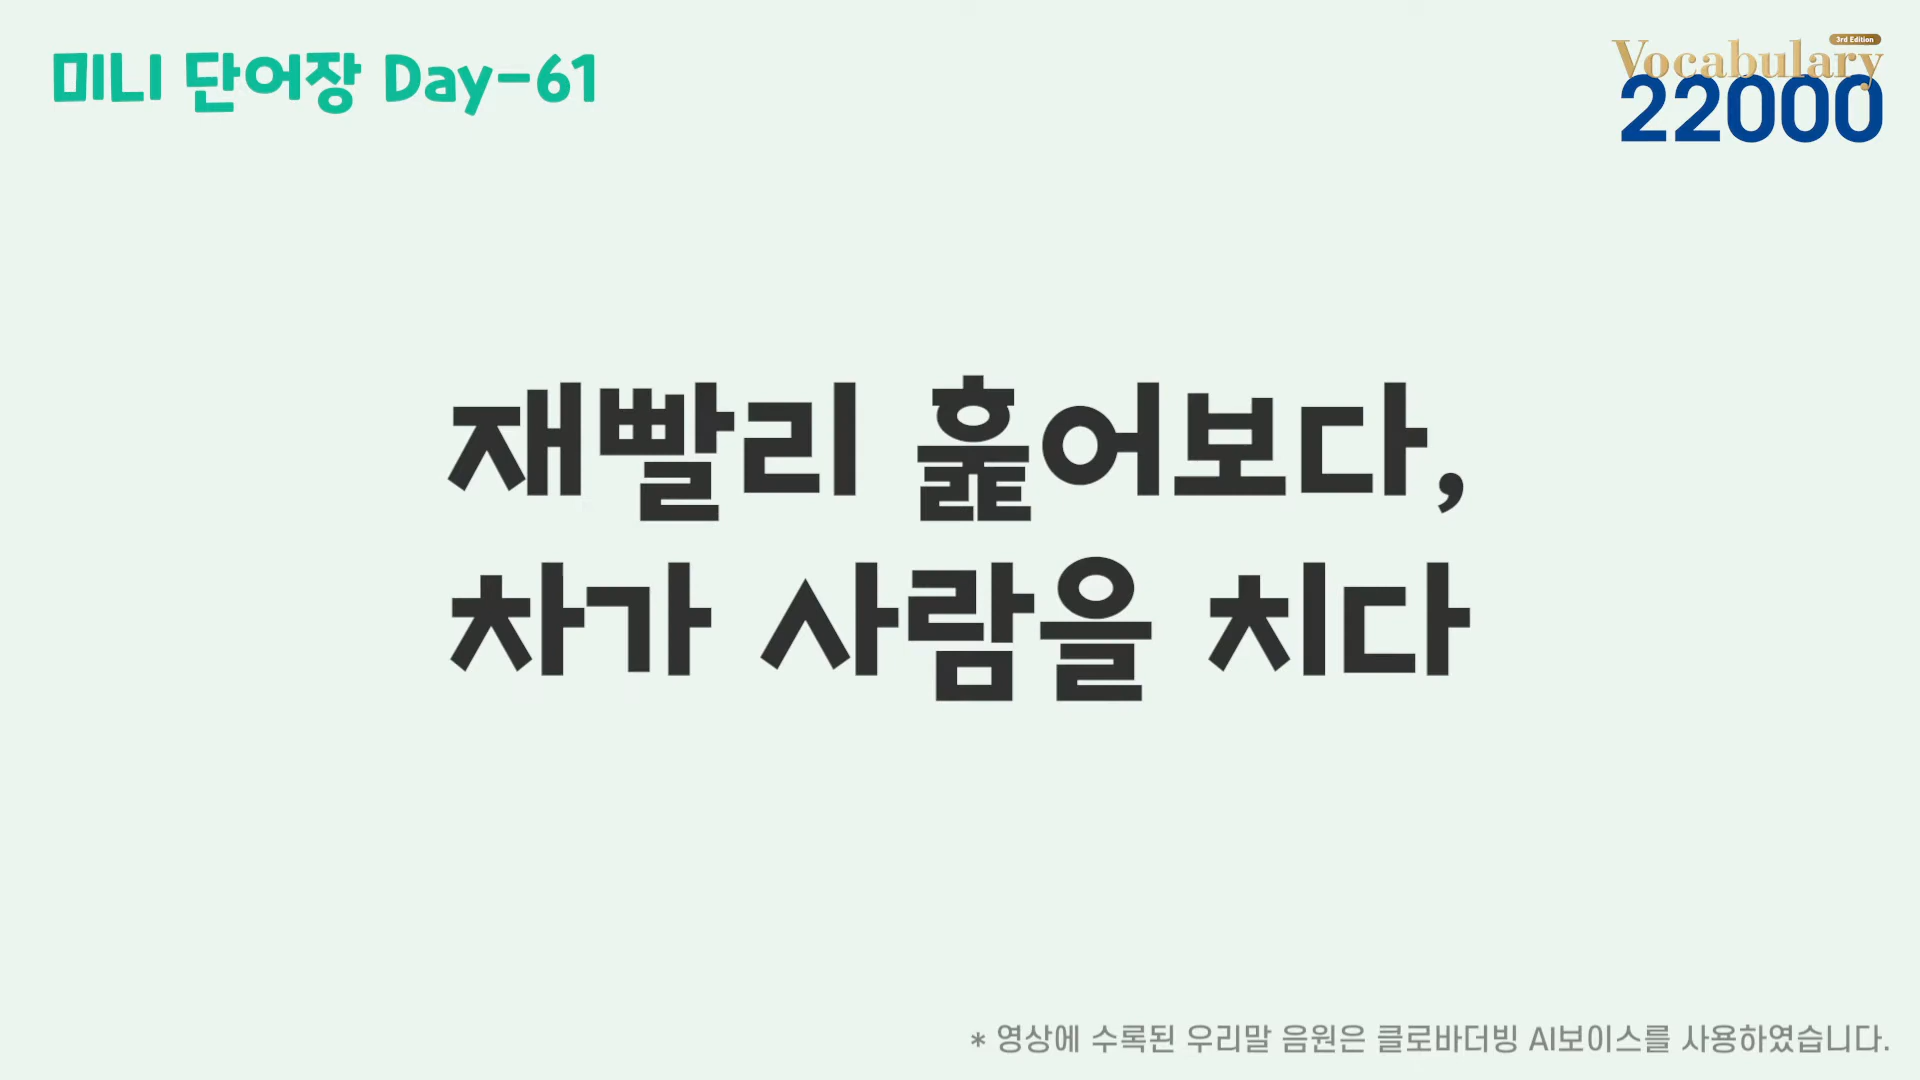 미니 단어장 Day-61
3rd Edition
Vocabulary
22000
재빨리 훑어보다,
차가 사람을 치다
* 영상에 수록된 우리말 음원은 클로바더빙 AI보이스를 사용하였습니다.